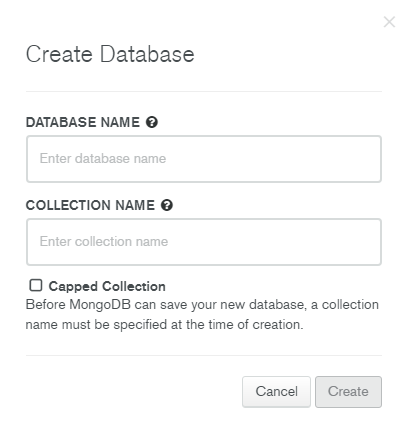 Create Database
DATABASE NAME
Enter database name
COLLECTION NAME
Enter collection name
Capped Collection
Before MongoDB can save your new database, a collection
name must be specified at the time of creation.
Cancel
Create